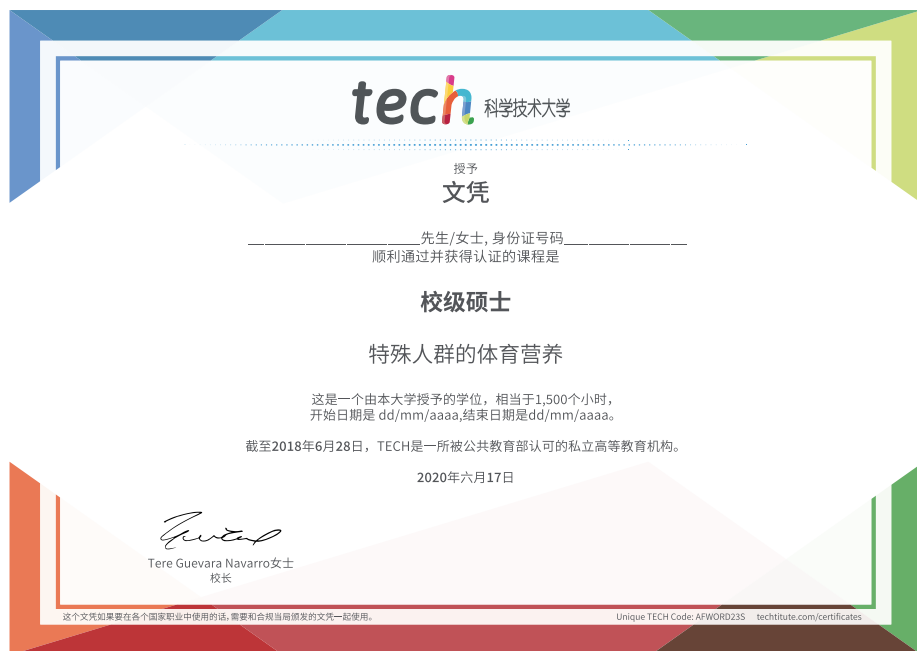 tech 科学技术大学
授予
文凭
_____________________先生/女士, 身份证号码_______________
顺利通过并获得认证的课程是
校级硕士
特殊人群的体育营养
这是一个由本大学授予的学位，相当于1,500个小时，
开始日期是 dd/mm/aaaa,结束日期是dd/mm/aaaa。
截至2018年6月28日，TECH是一所被公共教育部认可的私立高等教育机构。
2020年六月17日
Tere Guevara Navarro女士
校长
这个文凭如果要在各个国家职业中使用的话,需要和合规当局颁发的文凭一起使用。
Unique TECH Code: AFWORD23S techtitute.com/certificates